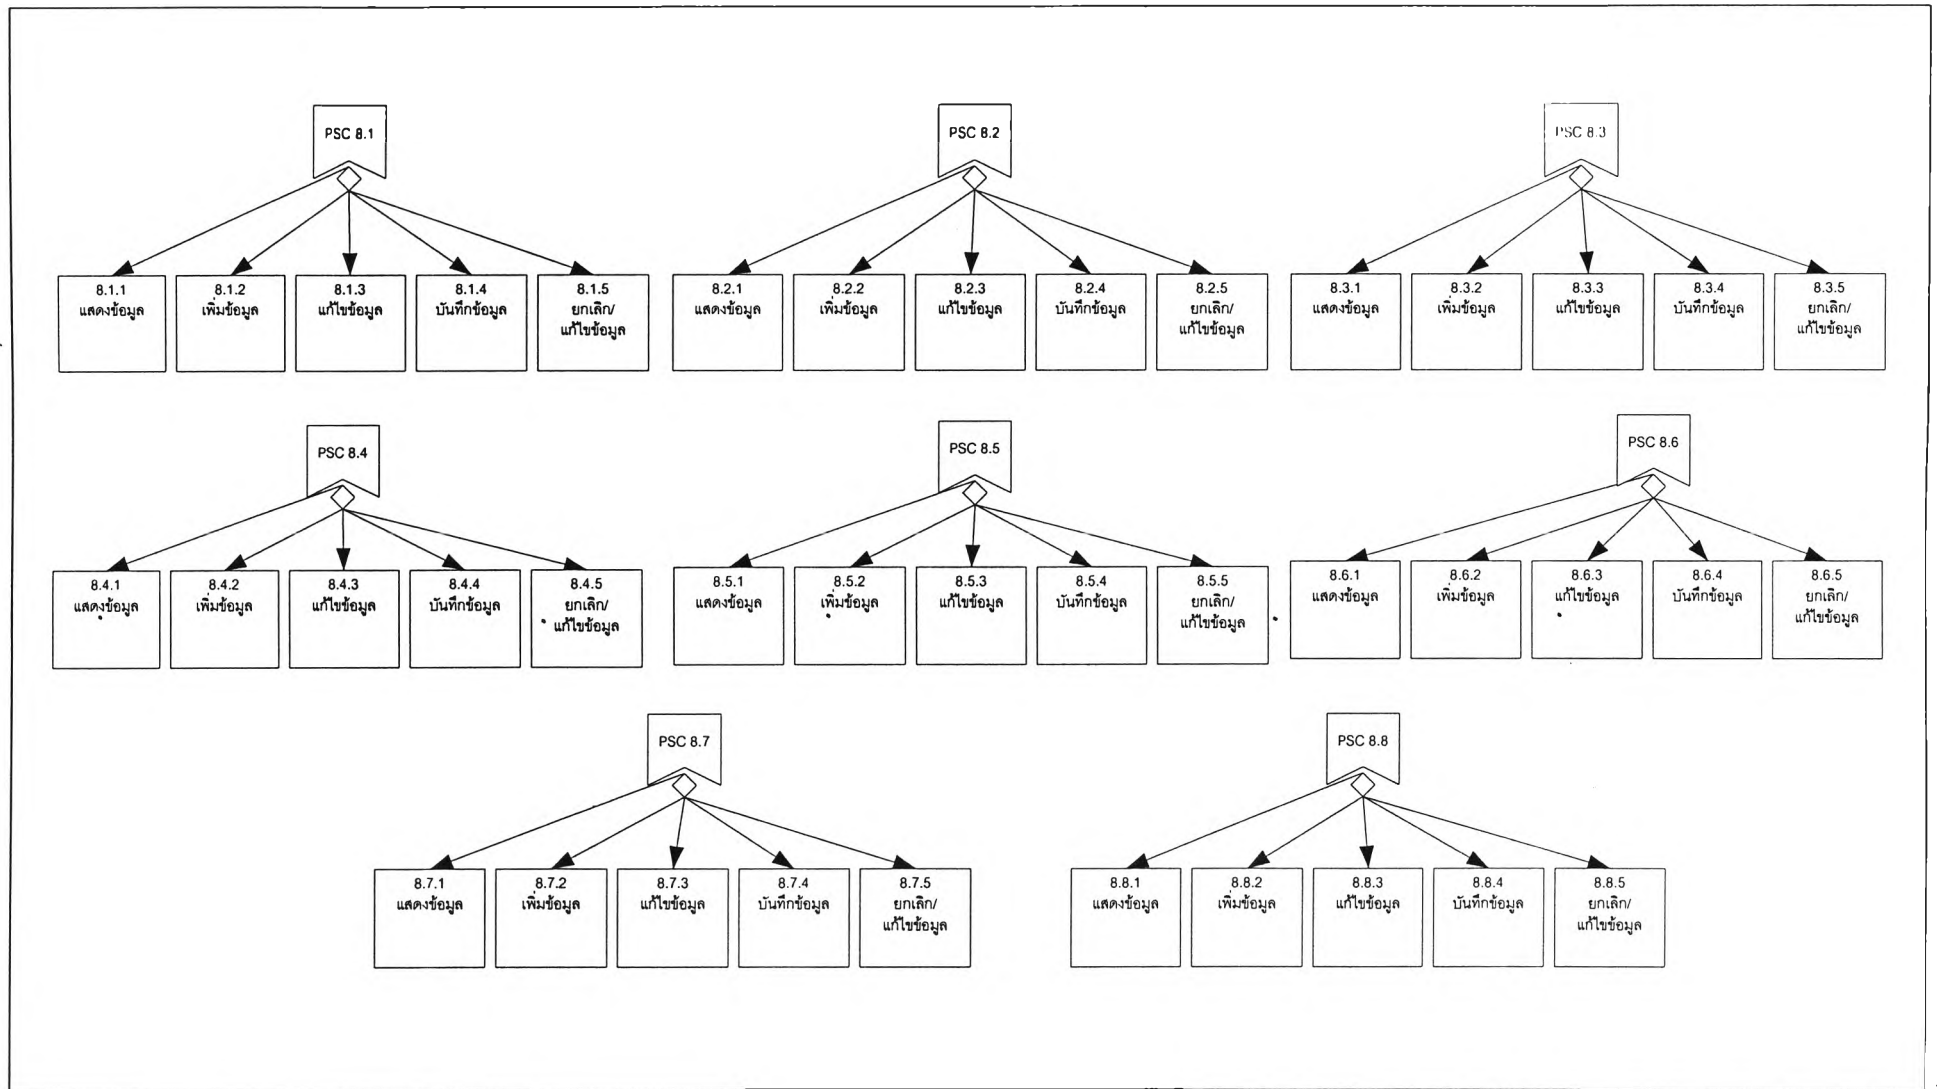 PSC 8.1
8.1.1
แสดงข้อมูล
8.1.2
เพิ่มข้อมูล
8.1.3
แก้ไขข้อมูล
8.1.4
บันทึกข้อมูล
8.1.5
ยกเลิก/
แก้ไขข้อมูล
PSC 8.2
8.2.1
แสดงข้อมูล
8.2.2
เพิ่มข้อมูล
8.2.3
แก้ไขข้อมูล
8.2.4
บันทึกข้อมูล
8.2.5
ยกเลิก/
แก้ไขข้อมูล
PSC 8.3
8.3.1
แสดงข้อมูล
8.3.2
เพิ่มข้อมูล
8.3.3
แก้ไขข้อมูล
8.3.4
บันทึกข้อมูล
8.3.5
ยกเลิก/
แก้ไขข้อมูล
PSC 8.4
8.4.1
แสดงข้อมูล
8.4.2
เพิ่มข้อมูล
8.4.3
แก้ไขข้อมูล
8.4.4
บันทึกข้อมูล
8.4.5
ยกเลิก/
แก้ไขข้อมูล
PSC 8.5
8.5.1
แสดงข้อมูล
8.5.2
เพิ่มข้อมูล
8.5.3
แก้ไขข้อมูล
8.5.4
บันทึกข้อมูล
8.5.5
ยกเลิก/
แก้ไขข้อมูล
PSC 8.6
8.6.1
แสดงข้อมูล
8.6.2
เพิ่มข้อมูล
8.6.3
แก้ไขข้อมูล
8.6.4
บันทึกข้อมูล
8.6.5
ยกเลิก/
แก้ไขข้อมูล
PSC 8.7
8.7.1
แสดงข้อมูล
8.7.2
เพิ่มข้อมูล
8.7.3
แก้ไขข้อมูล
8.7.4
บันทึกข้อมูล
8.7.5
ยกเลิก/
แก้ไขข้อมูล
PSC 8.8
8.8.1
แสดงข้อมูล
8.8.2
เพิ่มข้อมูล
8.8.3
แก้ไขข้อมูล
8.8.4
บันทึกข้อมูล
8.8.5
ยกเลิก/
แก้ไขข้อมูล